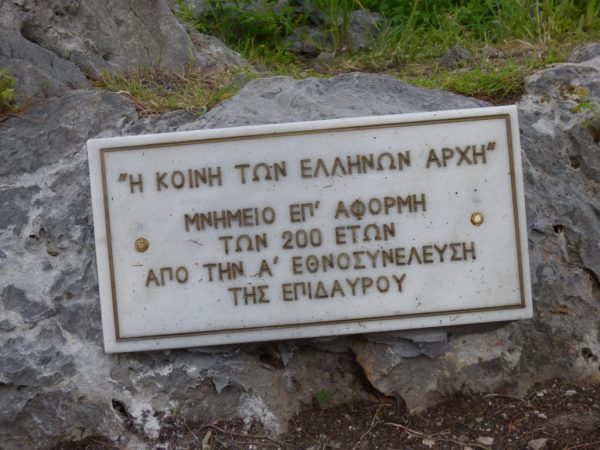 "Η ΚΟΙΝΗ ΤΩΝ ΕΛΛΗΝΩΝ ΑΡΧΗ"
ΜΝΗΜΕΙΟ ΕΠ' ΑΦΟΡΜΗ
ΤΩΝ 200 ΕΤΩΝ
ΑΠΟ ΤΗΝ Α' ΕΘΝΟΣΥΝΕΛΕΥΣΗ
ΤΗΣ ΕΠΙΔΑΥΡΟΥ